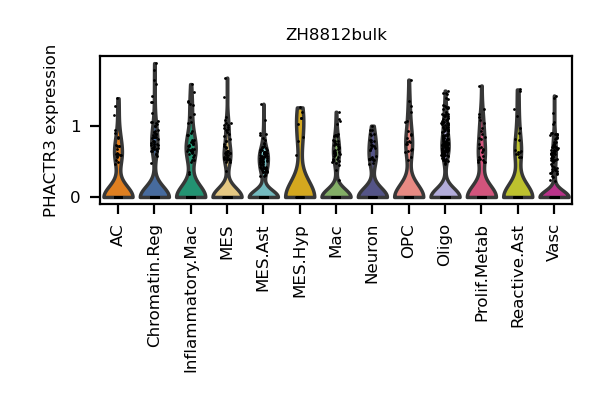 ZH8812bulk
PHACTR3 expression
1
0
AC
Chromatin.Reg
Inflammatory.Mac
MES
MES.Ast
MES.Hyp
Mac
Neuron
OPC
Oligo
Prolif.Metab
Reactive.Ast
Vasc